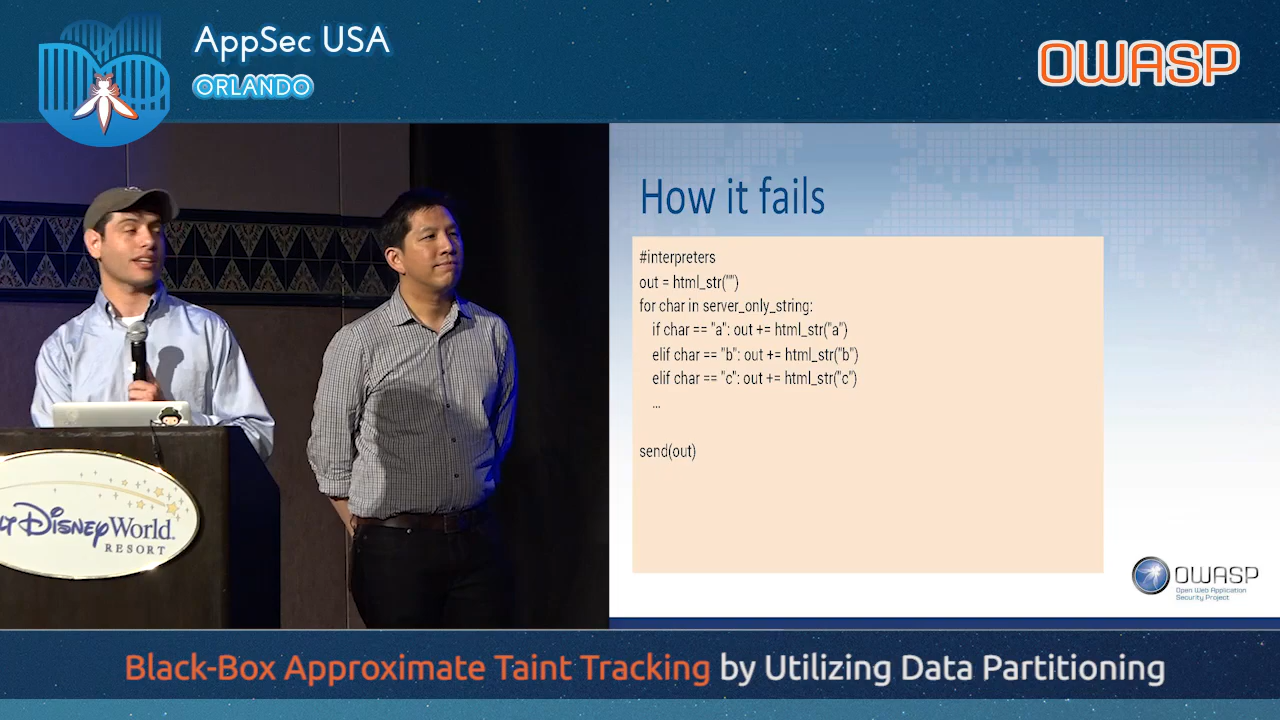 AppSec USA
ORLANDO
OWASP
How it fails
#interpreters
out = html_str("")
for char in server_only_string:
if char == "a": out += html_str("a")
elif char == "b": out += html_str("b")
elif char == "c": out += html_str("c")
...
send(out)
WALT DISNEY World.
RESORT
OWASP
Open Web Application
Security Project
Black-Box Approximate Taint Tracking by Utilizing Data Partitioning